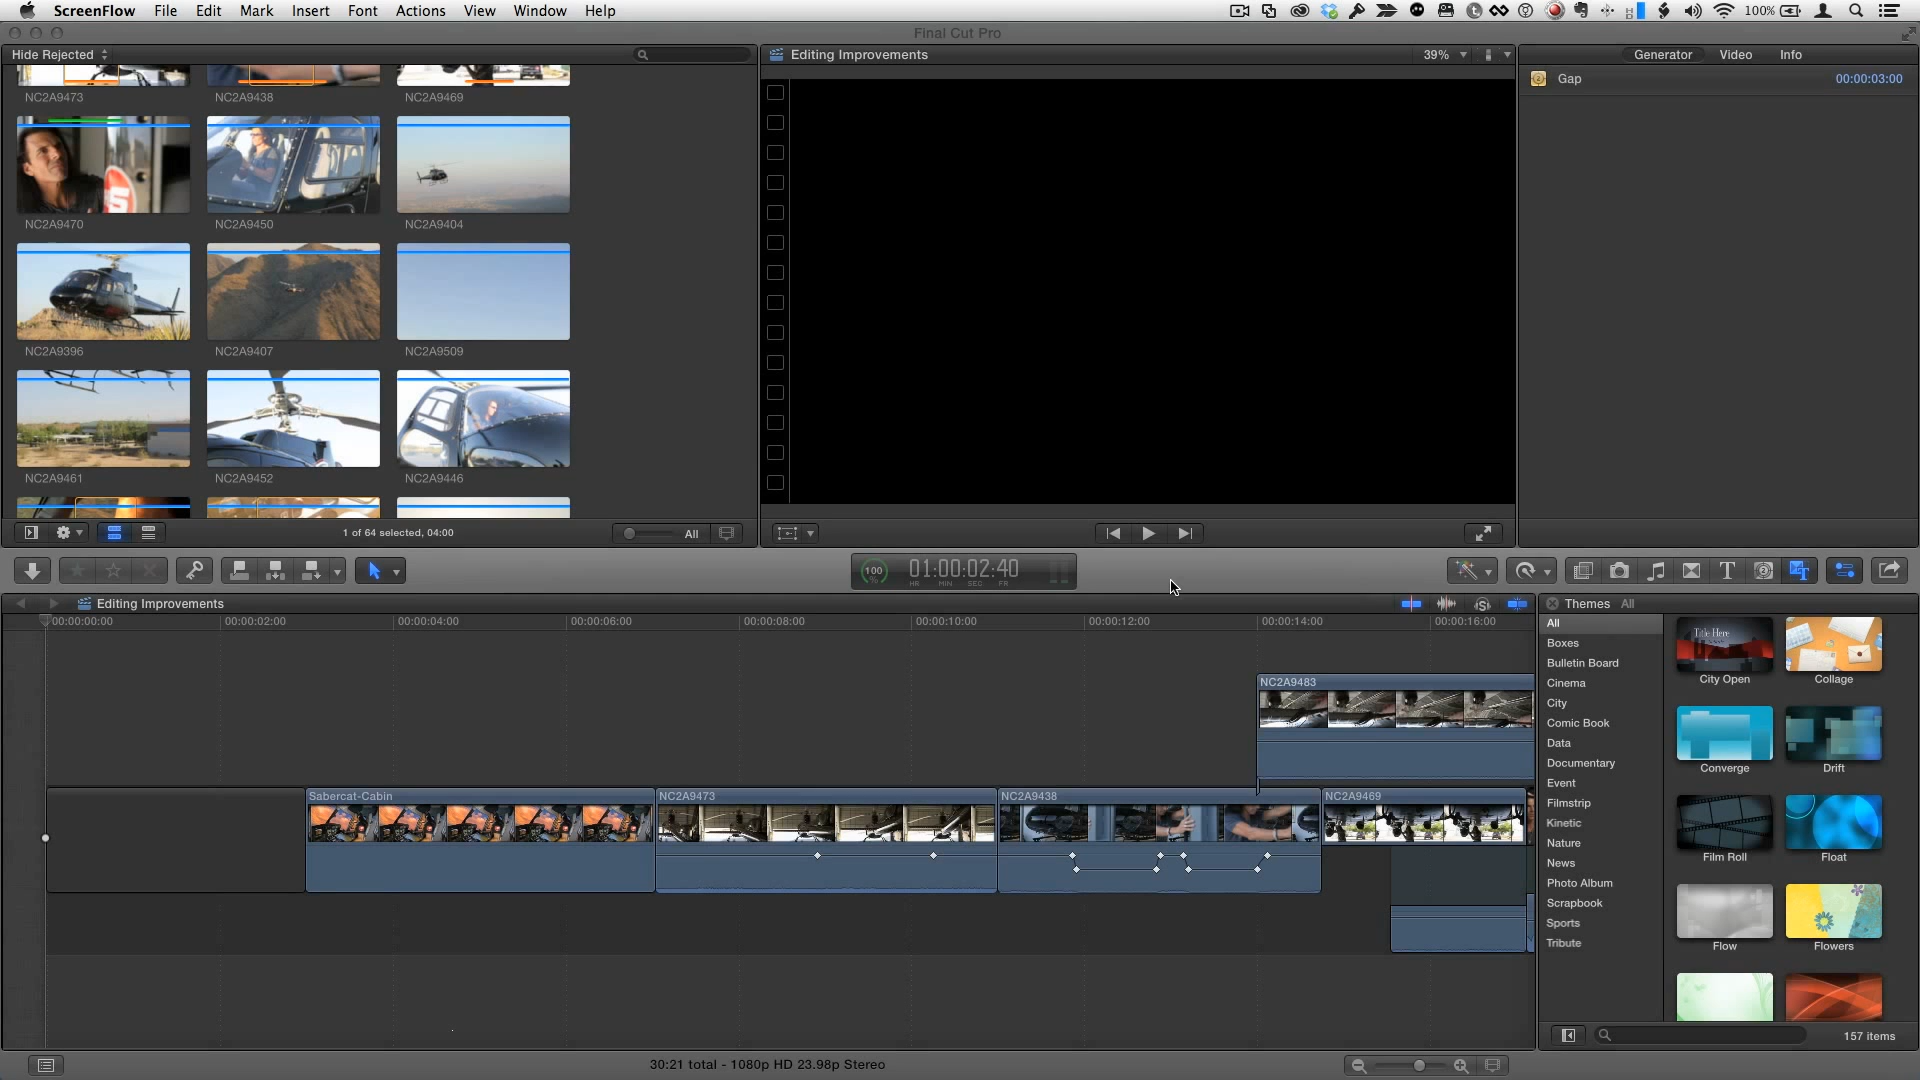 ScreenFlow File Edit Mark Insert Font Actions View Window Help
100%
Final Cut Pro
Hide Rejected
Editing Improvements
39%
Generator Video Info
Gap
00:00:03:00
NC2A9473 NC2A9438 NC2A9469
NC2A9470 NC2A9450 NC2A9404
NC2A9396 NC2A9407 NC2A9509
NC2A9461 NC2A9452 NC2A9446
1 of 64 selected, 04:00
All
100 %
01:00:02:40
HR MIN SEC FR
Editing Improvements
00:00:00:00 00:00:02:00 00:00:04:00 00:00:06:00 00:00:08:00 00:00:10:00 00:00:12:00 00:00:14:00 00:00:16:00
NC2A9483
Sabercat-Cabin NC2A9473 NC2A9438 NC2A9469
30:21 total - 1080p HD 23.98p Stereo
Themes All
All
Boxes
Bulletin Board
Cinema
City
Comic Book
Data
Documentary
Event
Filmstrip
Kinetic
Nature
News
Photo Album
Scrapbook
Sports
Tribute
Title Here
City Open Collage
Converge Drift
Film Roll Float
Flow Flowers
157 items